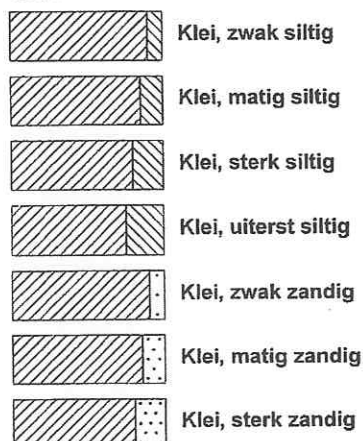 Klei, zwak siltig
Klei, matig siltig
Klei, sterk siltig
Klei, uiterst siltig
Klei, zwak zandig
Klei, matig zandig
Klei, sterk zandig